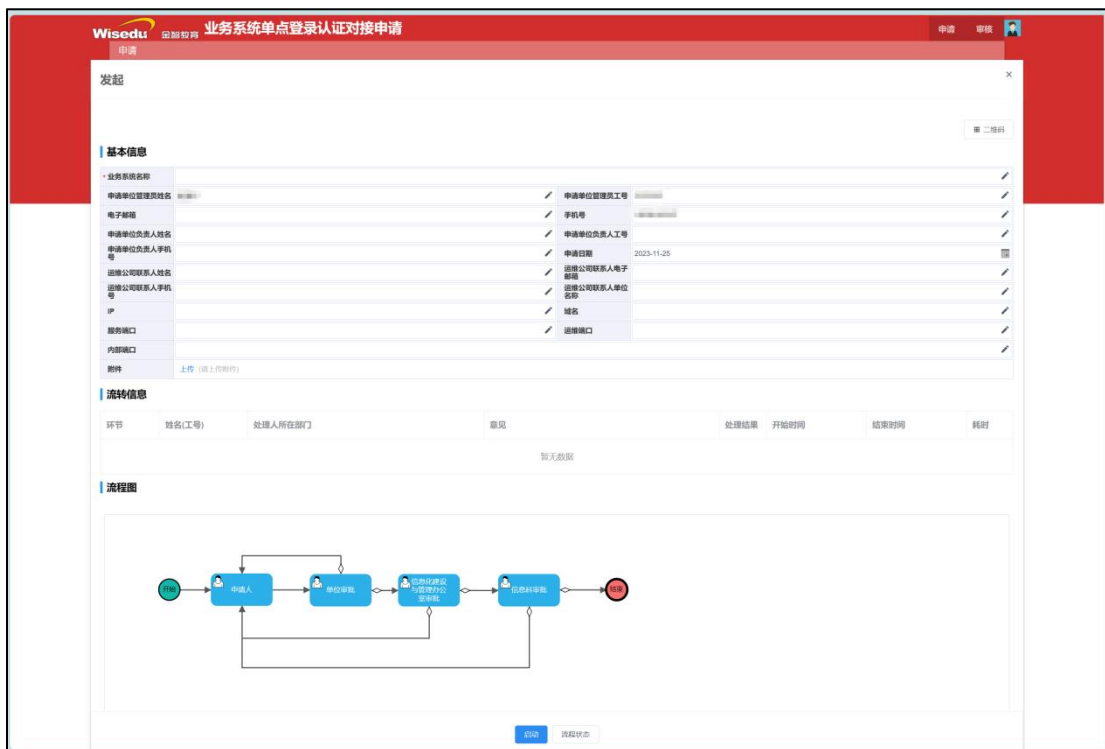 Wisedu 金智教育 业务系统单点登录认证对接申请 申请 审核
申请
发起 ×
二维码
基本信息
* 业务系统名称
申请单位管理员姓名 申请单位管理员工号
电子邮箱 手机号
申请单位负责人姓名 申请单位负责人工号
申请单位负责人手机
号 申请日期 2023-11-25
运维公司联系人姓名 运维公司联系人电子
邮箱
运维公司联系人手机
号 运维公司联系人单位
名称
IP 域名
服务端口 运维端口
内部端口
附件 上传 (请上传附件)
流转信息
环节 姓名(工号) 处理人所在部门 意见 处理结果 开始时间 结束时间 耗时
暂无数据
流程图
开始 申请人 单位审批 信息化建设
与管理办公
室审批 信息科审批 结束
启动 流程状态